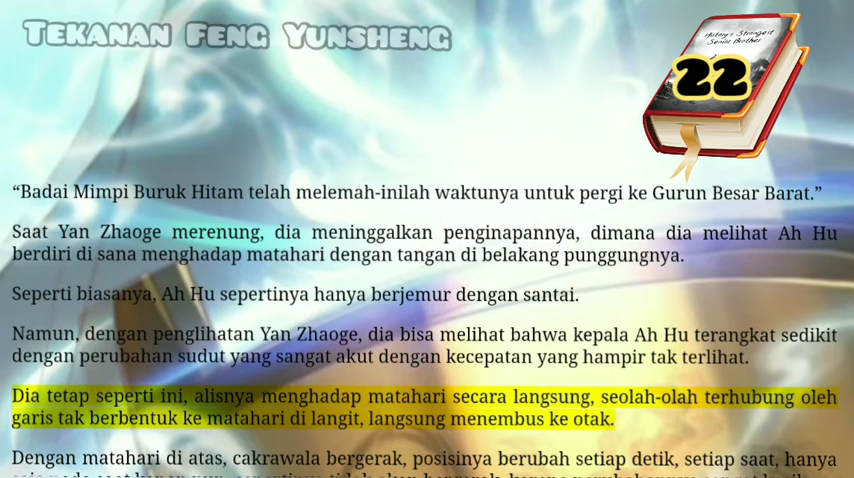 TEKANAN FENG YUNSHENG
History's Strongest
Senior Brother
22
“Badai Mimpi Buruk Hitam telah melemah-inilah waktunya untuk pergi ke Gurun Besar Barat.”
Saat Yan Zhaoge merenung, dia meninggalkan penginapannya, dimana dia melihat Ah Hu
berdiri di sana menghadap matahari dengan tangan di belakang punggungnya.
Seperti biasanya, Ah Hu sepertinya hanya berjemur dengan santai.
Namun, dengan penglihatan Yan Zhaoge, dia bisa melihat bahwa kepala Ah Hu terangkat sedikit
dengan perubahan sudut yang sangat akut dengan kecepatan yang hampir tak terlihat.
Dia tetap seperti ini, alisnya menghadap matahari secara langsung, seolah-olah terhubung oleh
garis tak berbentuk ke matahari di langit, langsung menembus ke otak.
Dengan matahari di atas, cakrawala bergerak, posisinya berubah setiap detik, setiap saat, hanya